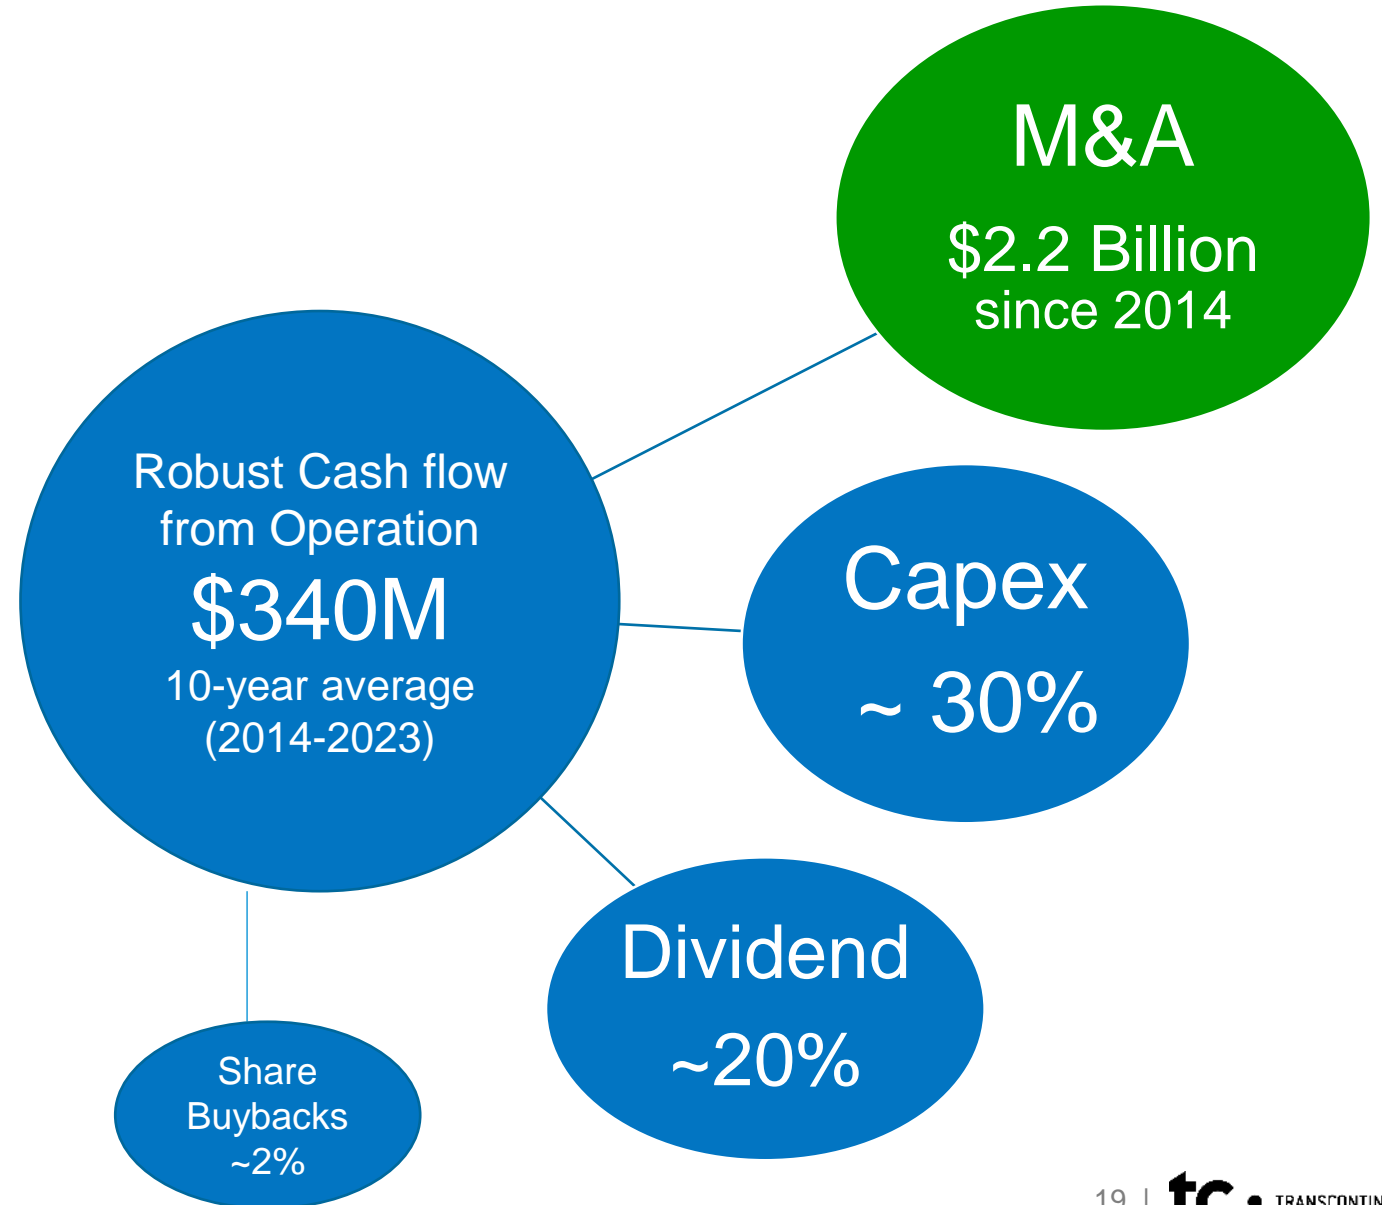 M&A
$2.2 Billion
since 2014
Robust Cash flow
from Operation
$340M
10-year average
(2014-2023)
Capex
~ 30%
Dividend
~20%
Share
Buybacks
~2%
19 | tc • TRANSCONTIN